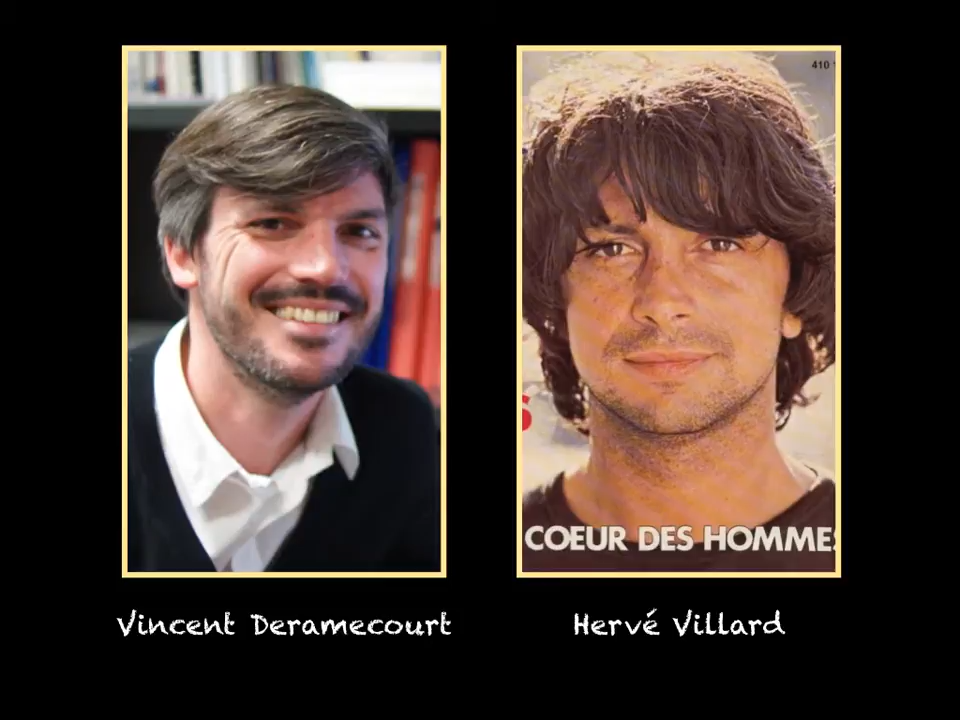 410
S
COEUR DES HOMMES
Vincent Deramecourt
Hervé Villard